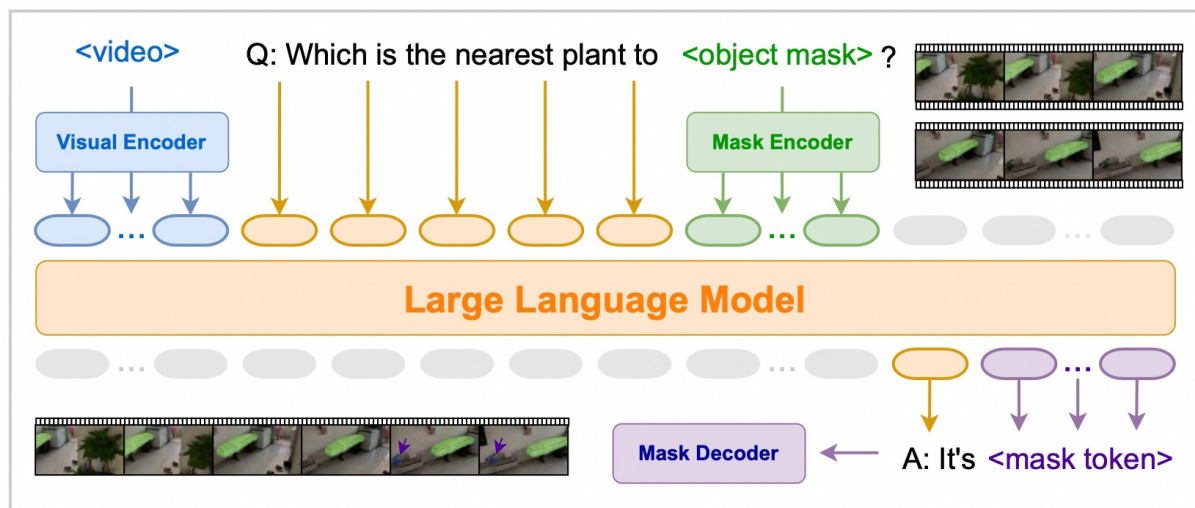 <video> Q: Which is the nearest plant to <object mask> ?
Visual Encoder
Mask Encoder
... ... ...
Large Language Model
... ... ...
Mask Decoder
A: It's <mask token>